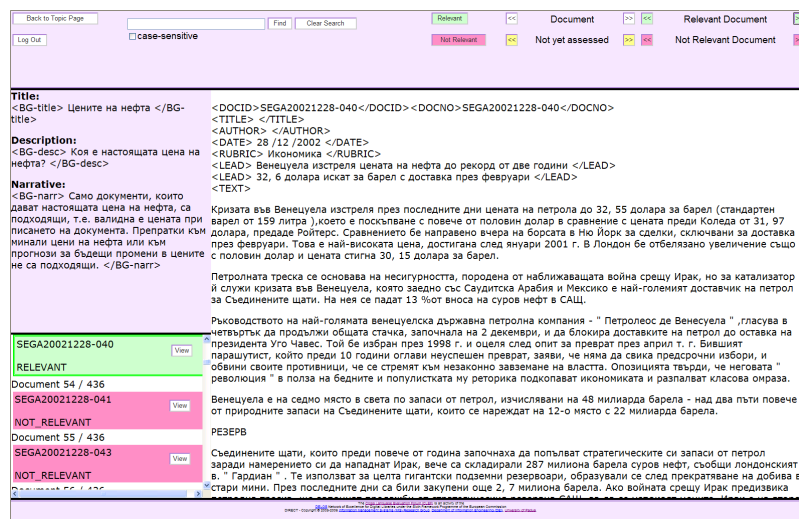 Back to Topic Page
Find
Clear Search
Relevant
<<
Document
>>
<<
Relevant Document
Log Out
case-sensitive
Not Relevant
<<
Not yet assessed
>>
<<
Not Relevant Document
Title:
<BG-title> Цените на нефта </BG-
title>
Description:
<BG-desc> Коя е настоящата цена на
нефта? </BG-desc>
Narrative:
<BG-narr> Само документи, които
дават настоящата цена на нефта, са
подходящи, т.е. валидна е цената при
писането на документа. Препратки към
минали цени на нефта или към
прогнози за бъдещи промени в цените
не са подходящи. </BG-narr>
SEGA20021228-040
View
RELEVANT
Document 54 / 436
SEGA20021228-041
View
NOT_RELEVANT
Document 55 / 436
SEGA20021228-043
View
NOT_RELEVANT
Document 56 / 436
<DOCID>SEGA20021228-040</DOCID><DOCNO>SEGA20021228-040</DOCNO>
<TITLE> </TITLE>
<AUTHOR> </AUTHOR>
<DATE> 28 /12 /2002 </DATE>
<RUBRIC> Икономика </RUBRIC>
<LEAD> Венецуела изстреля цената на нефта до рекорд от две години </LEAD>
<LEAD> 32, 6 долара искат за барел с доставка през февруари </LEAD>
<TEXT>
Кризата във Венецуела изстреля през последните дни цената на петрола до 32, 55 долара за барел (стандартен
варел от 159 литра ),което е поскъпване с повече от половин долар в сравнение с цената преди Коледа от 31, 97
долара, предаде Ройтерс. Сравнението бе направено вчера на борсата в Ню Йорк за сделки, сключвани за доставка
през февруари. Това е най-високата цена, достигана след януари 2001 г. В Лондон бе отбелязано увеличение също
с половин долар и цената стигна 30, 15 долара за барел.
Петролната треска се основава на несигурността, породена от наближаващата война срещу Ирак, но за катализатор
й служи кризата във Венецуела, която заедно със Саудитска Арабия и Мексико е най-големият доставчик на петрол
за Съединените щати. На нея се падат 13 %от вноса на суров нефт в САЩ.
Ръководството на най-голямата венецуелска държавна петролна компания - " Петролеос де Венесуела " ,гласува в
четвъртък да продължи общата стачка, започнала на 2 декември, и да блокира доставките на петрол до оставка на
президента Уго Чавес. Той бе избран през 1998 г. и оцеля след опит за преврат през април т. г. Бившият
парашутист, който преди 10 години оглави неуспешен преврат, заяви, че няма да свика предсрочни избори, и
обвини своите противници, че се стремят към незаконно завземане на властта. Опозицията твърди, че неговата "
революция " в полза на бедните и популистката му реторика подкопават икономиката и разпалват класова омраза.
Венецуела е на седмо място в света по запаси от петрол, изчислявани на 48 милиарда барела - над два пъти повече
от природните запаси на Съединените щати, които се нареждат на 12-о място с 22 милиарда барела.
РЕЗЕРВ
Съединените щати, които преди повече от година започнаха да попълват стратегическите си запаси от петрол
заради намерението си да нападнат Ирак, вече са складирали 287 милиона барела суров нефт, съобщи лондонският
в. " Гардиан " . Те използват за целта гигантски подземни резервоари, образували се след прекратяване на добива в
стари мини. През последните дни са били закупени още 2, 7 милиона барела. Ако войната срещу Ирак предизвика